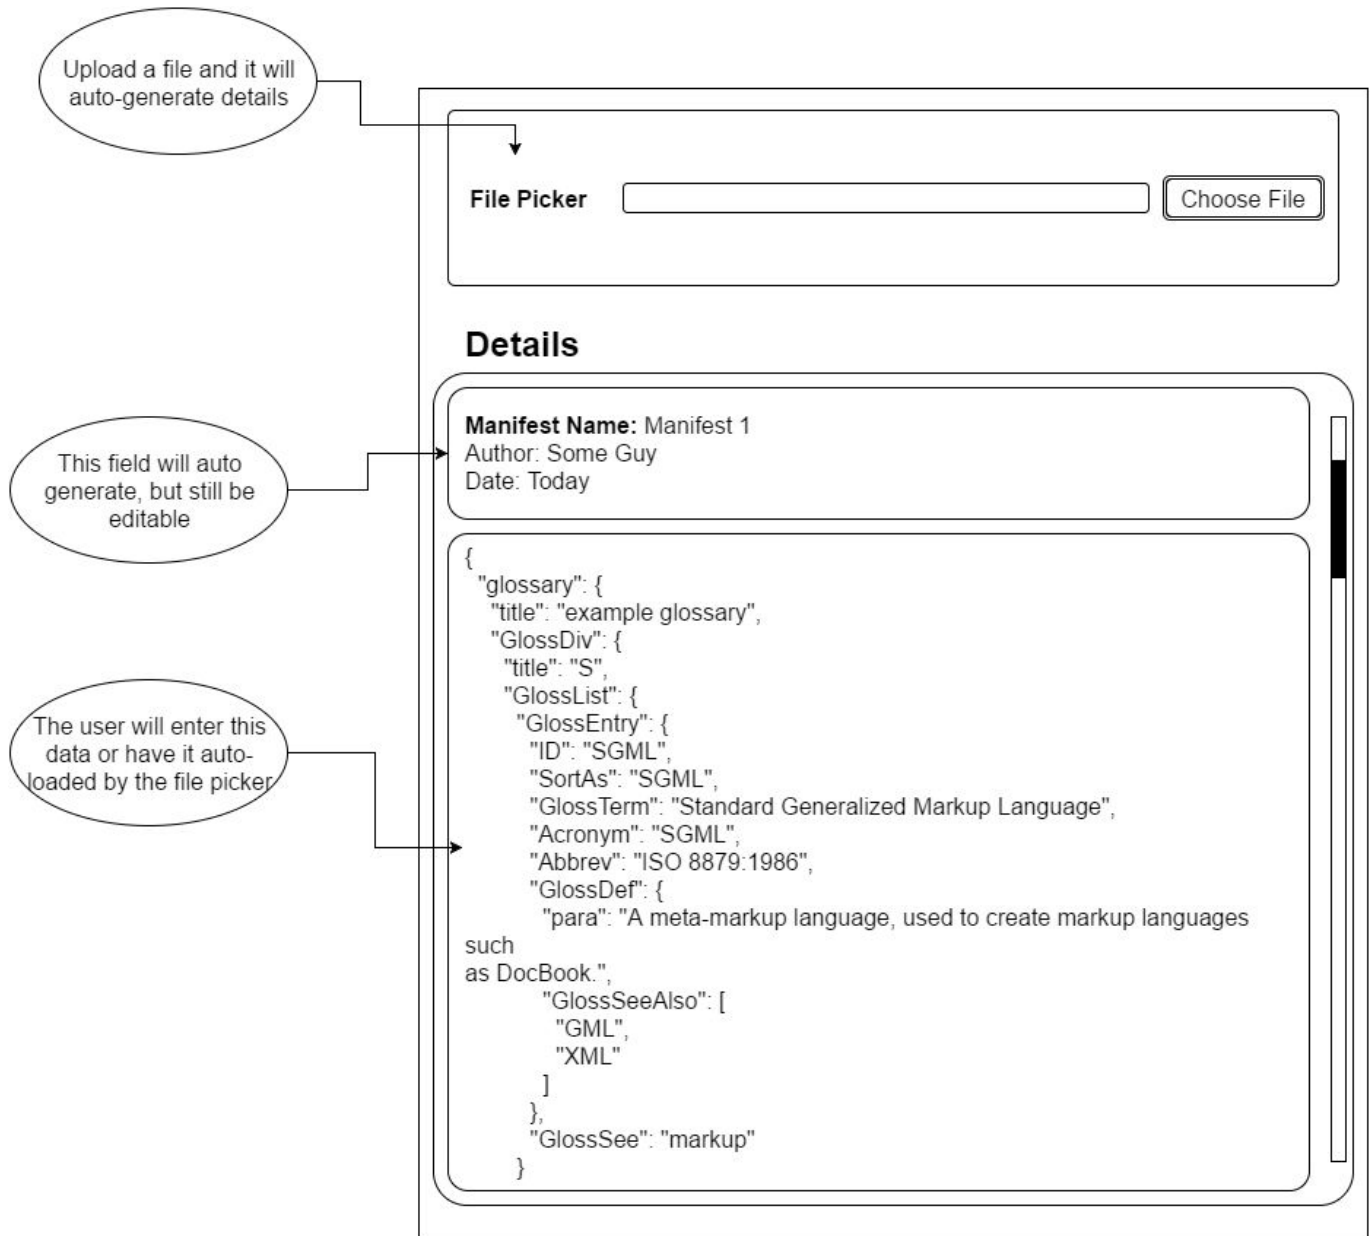 Upload a file and it will
auto-generate details
File Picker
Choose File
Details
Manifest Name: Manifest 1
Author: Some Guy
Date: Today
This field will auto
generate, but still be
editable
{
"glossary": {
"title": "example glossary",
"GlossDiv": {
"title": "S",
"GlossList": {
"GlossEntry": {
"ID": "SGML",
"SortAs": "SGML",
"GlossTerm": "Standard Generalized Markup Language",
"Acronym": "SGML",
"Abbrev": "ISO 8879:1986",
"GlossDef": {
"para": "A meta-markup language, used to create markup languages
such
as DocBook.",
"GlossSeeAlso": [
"GML",
"XML"
]
},
"GlossSee": "markup"
}
The user will enter this
data or have it auto-
loaded by the file picker